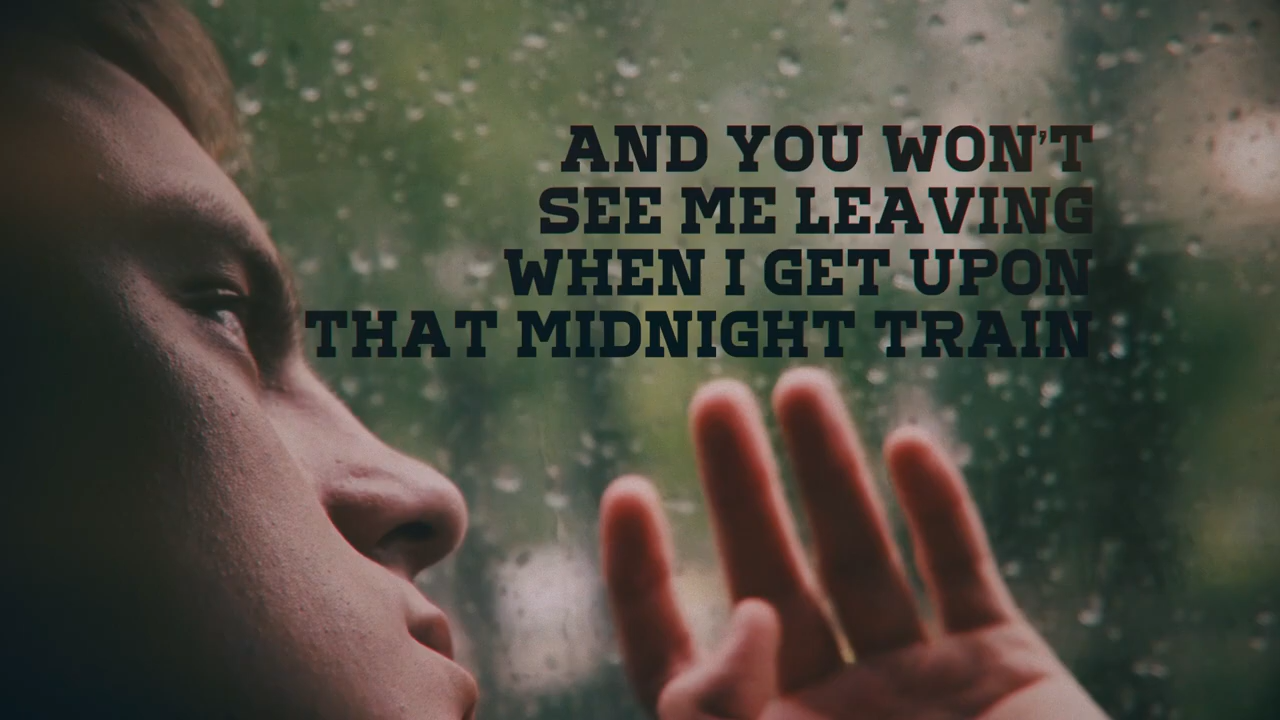 AND YOU WON'T
SEE ME LEAVING
WHEN I GET UPON
THAT MIDNIGHT TRAIN